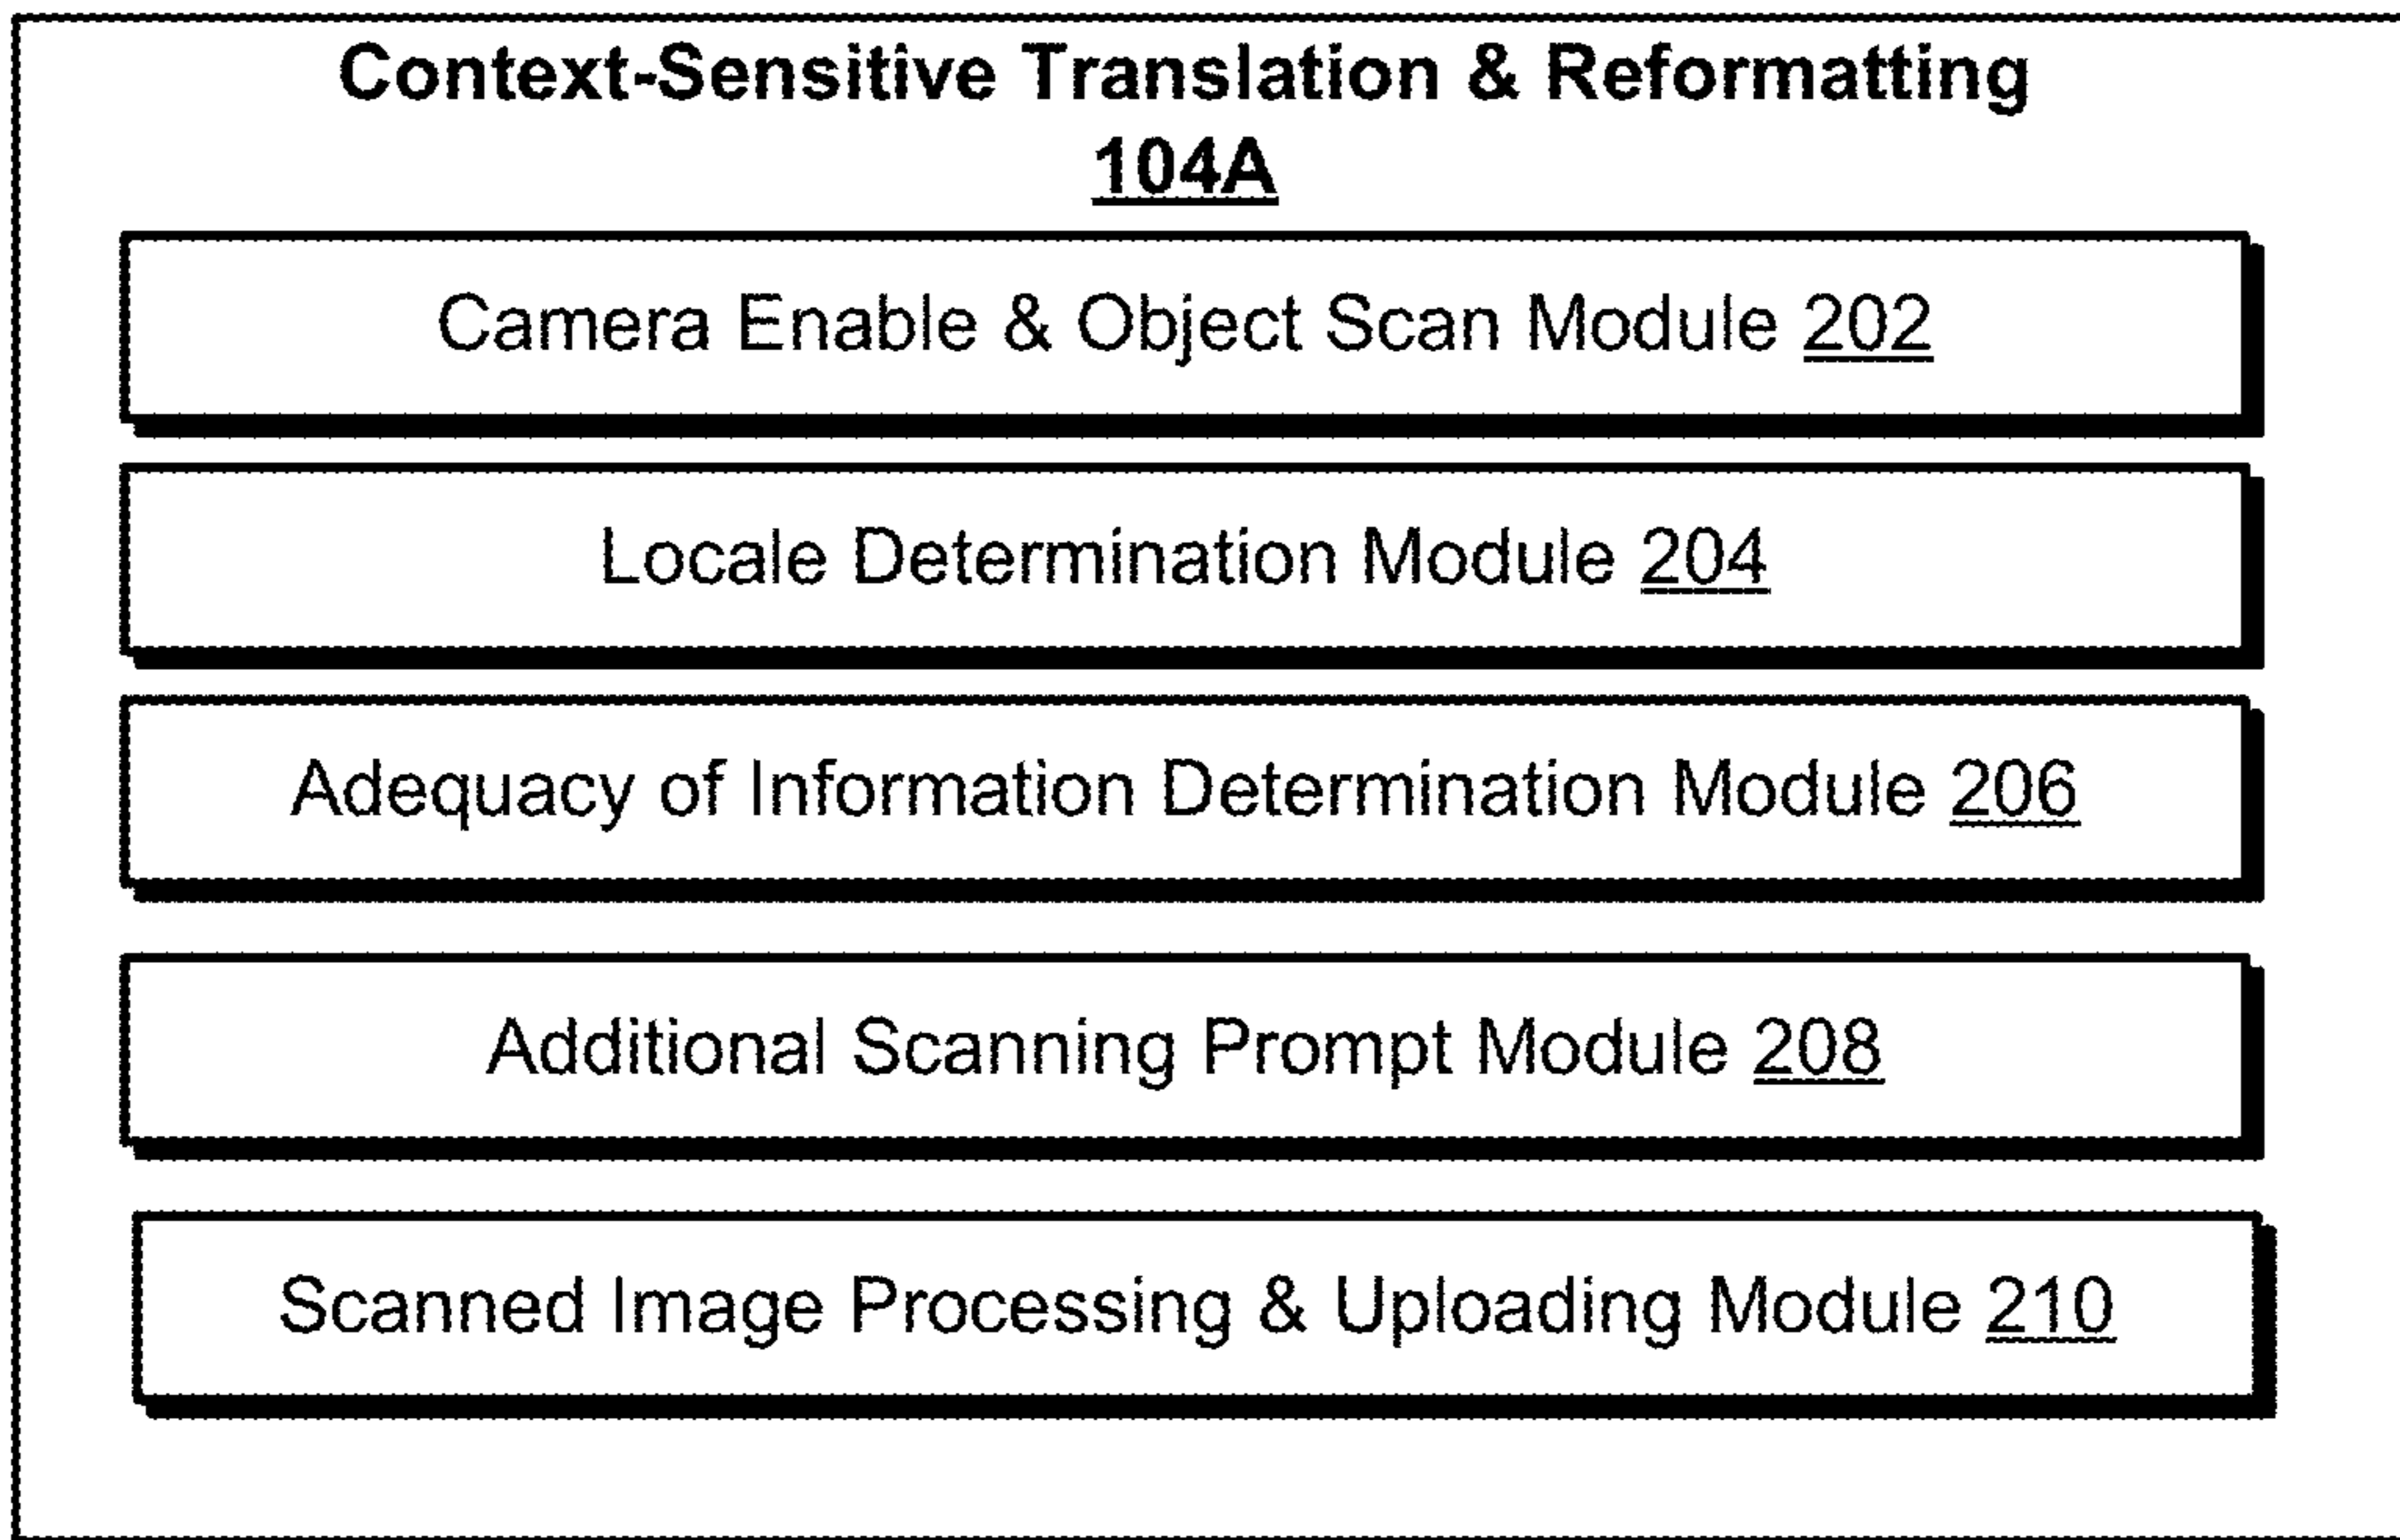 Context-Sensitive Translation & Reformatting
104A
Camera Enable & Object Scan Module 202
Locale Determination Module 204
Adequacy of Information Determination Module 206
Additional Scanning Prompt Module 208
Scanned Image Processing & Uploading Module 210